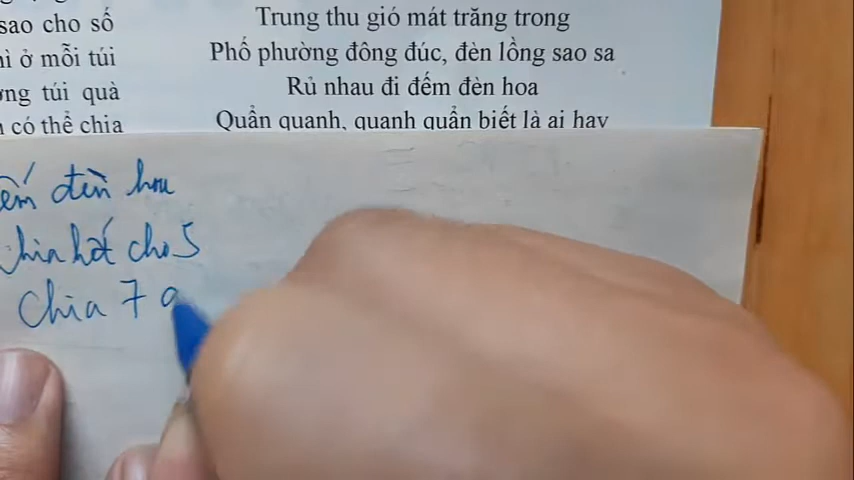 sao cho số
ì ở mỗi túi
ng túi quà
có thể chia
Trung thu gió mát trăng trong
Phố phường đông đúc, đèn lồng sao sa
Rủ nhau đi đếm đèn hoa
Quẩn quanh, quanh quẩn biết là ai hay
ếm đèn hoa
chia hết cho 5
Chia 7